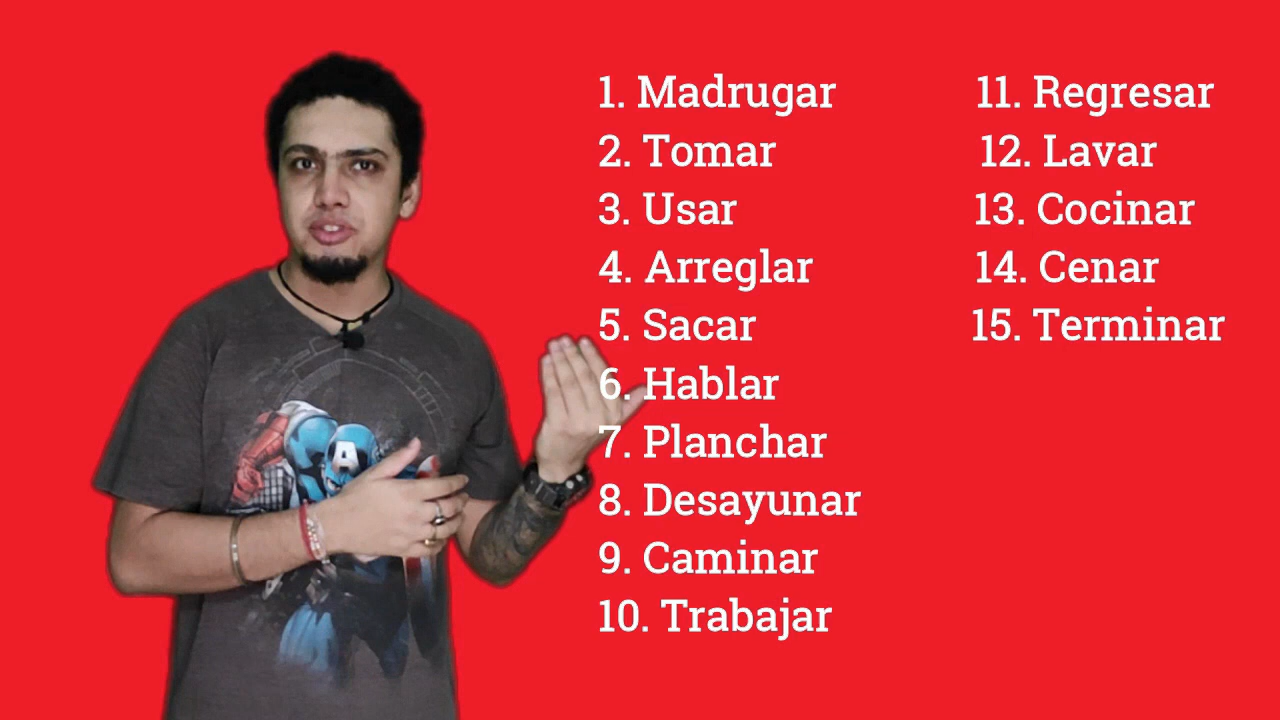 1. Madrugar
2. Tomar
3. Usar
4. Arreglar
5. Sacar
6. Hablar
7. Planchar
8. Desayunar
9. Caminar
10. Trabajar
11. Regresar
12. Lavar
13. Cocinar
14. Cenar
15. Terminar
A